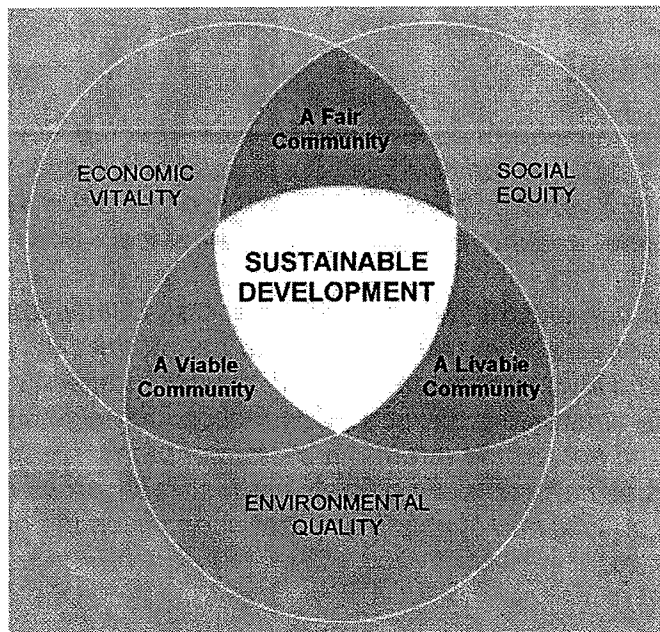 A Fair
Community
ECONOMIC
VITALITY
SOCIAL
EQUITY
SUSTAINABLE
DEVELOPMENT
A Viable
Community
A Livable
Community
ENVIRONMENTAL
QUALITY